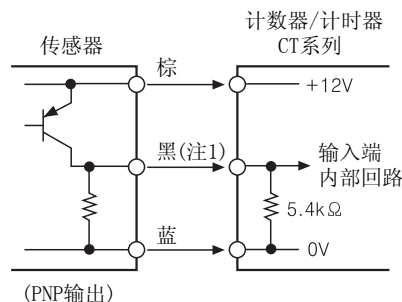 计数器/计时器
传感器
CT系列
棕
+12V
黑(注1)
输入端
内部回路
5.4kΩ
蓝
0V
(PNP输出)